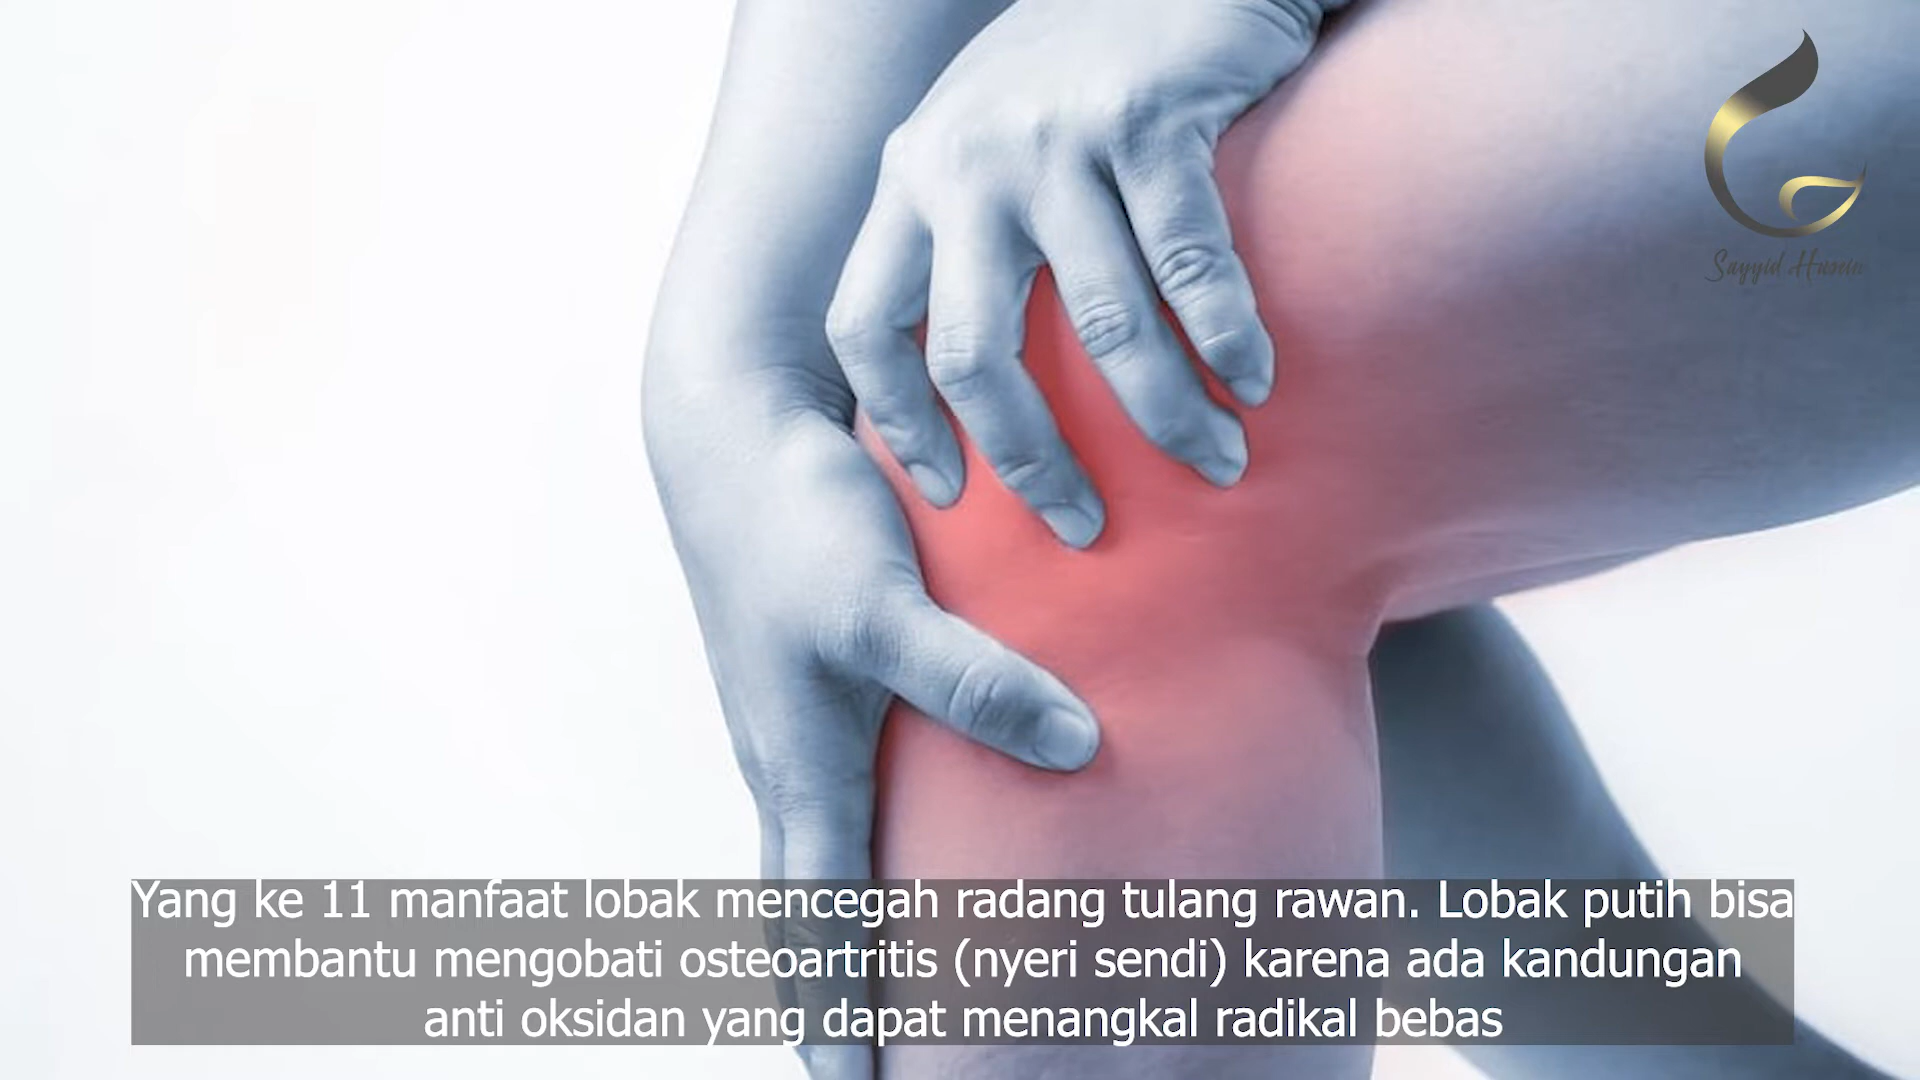 Sayyid Husein
Yang ke 11 manfaat lobak mencegah radang tulang rawan. Lobak putih bisa
membantu mengobati osteoartritis (nyeri sendi) karena ada kandungan
anti oksidan yang dapat menangkal radikal bebas